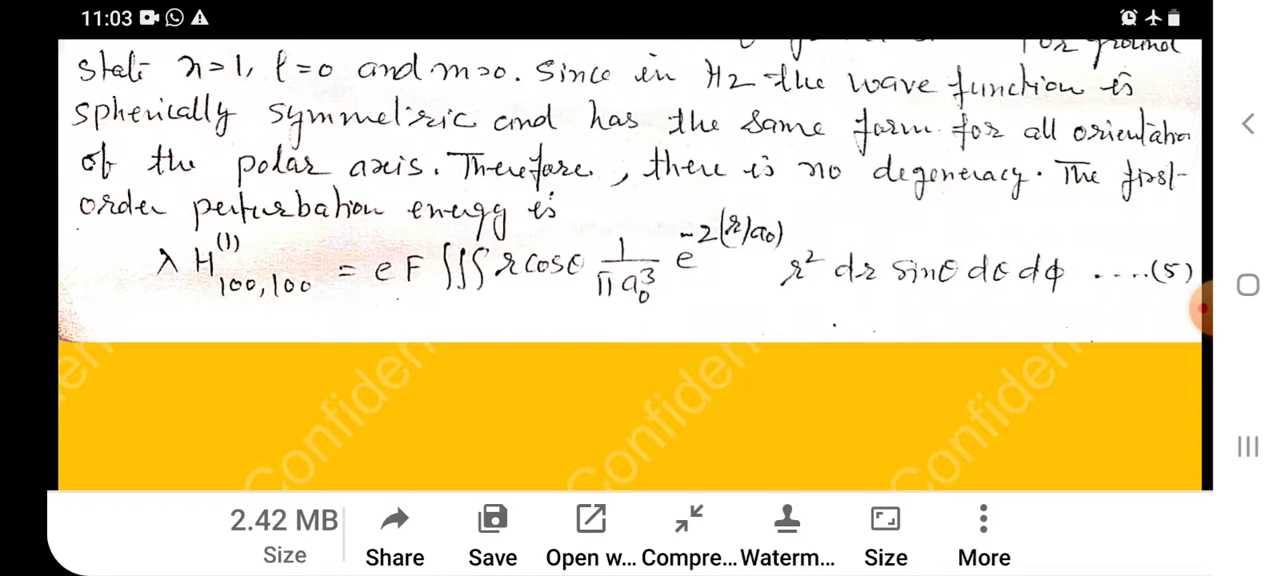 11:03
For ground
state n=1, l=0 and m=0. Since in H2 the wave function is
spherically symmetric and has the same form for all orientation
of the polar axis. Therefore, there is no degeneracy. The first-
order perturbation energy is
λ H⁽¹⁾₁₀₀,₁₀₀ = e F ∫∫∫ r cosθ 1/(π a₀³) e^(-2(r/a₀)) r² dr sinθ dθ dϕ ....(5)
Confiden Confiden Confiden
2.42 MB
Size
Share
Save
Open w...
Compre...
Waterm...
Size
More